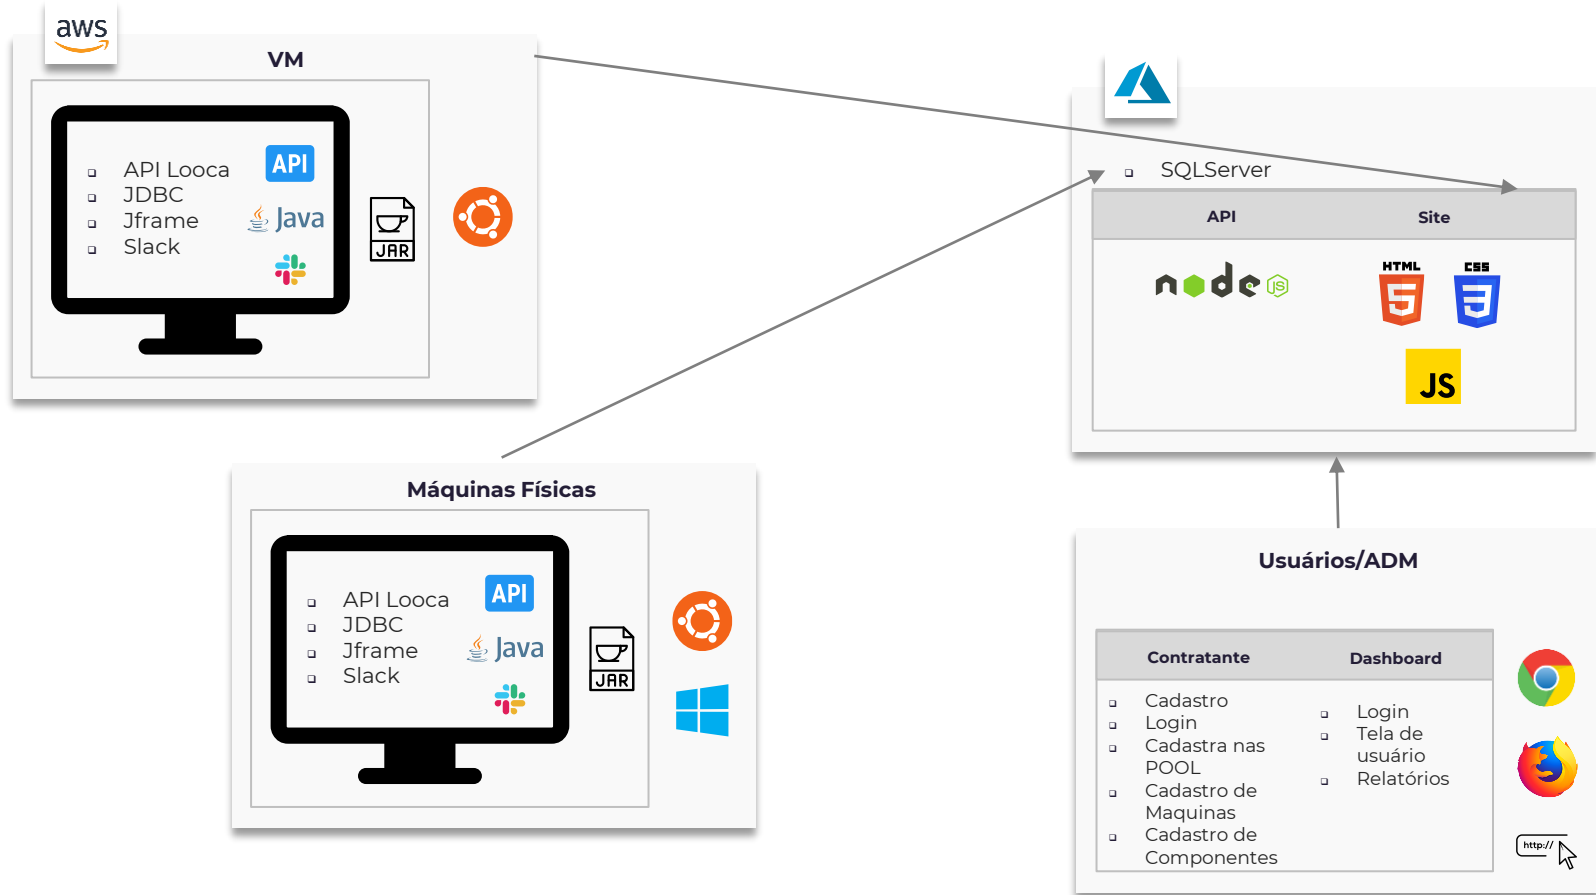 aws
VM
API Looca
JDBC
Jframe
Slack
API
Java
JAR
SQLServer
API
Site
node
JS
HTML
5
CSS
3
JS
Máquinas Físicas
API Looca
JDBC
Jframe
Slack
API
Java
JAR
Usuários/ADM
Contratante
Dashboard
Cadastro
Login
Cadastra nas
POOL
Cadastro de
Maquinas
Cadastro de
Componentes
Login
Tela de
usuário
Relatórios
http://